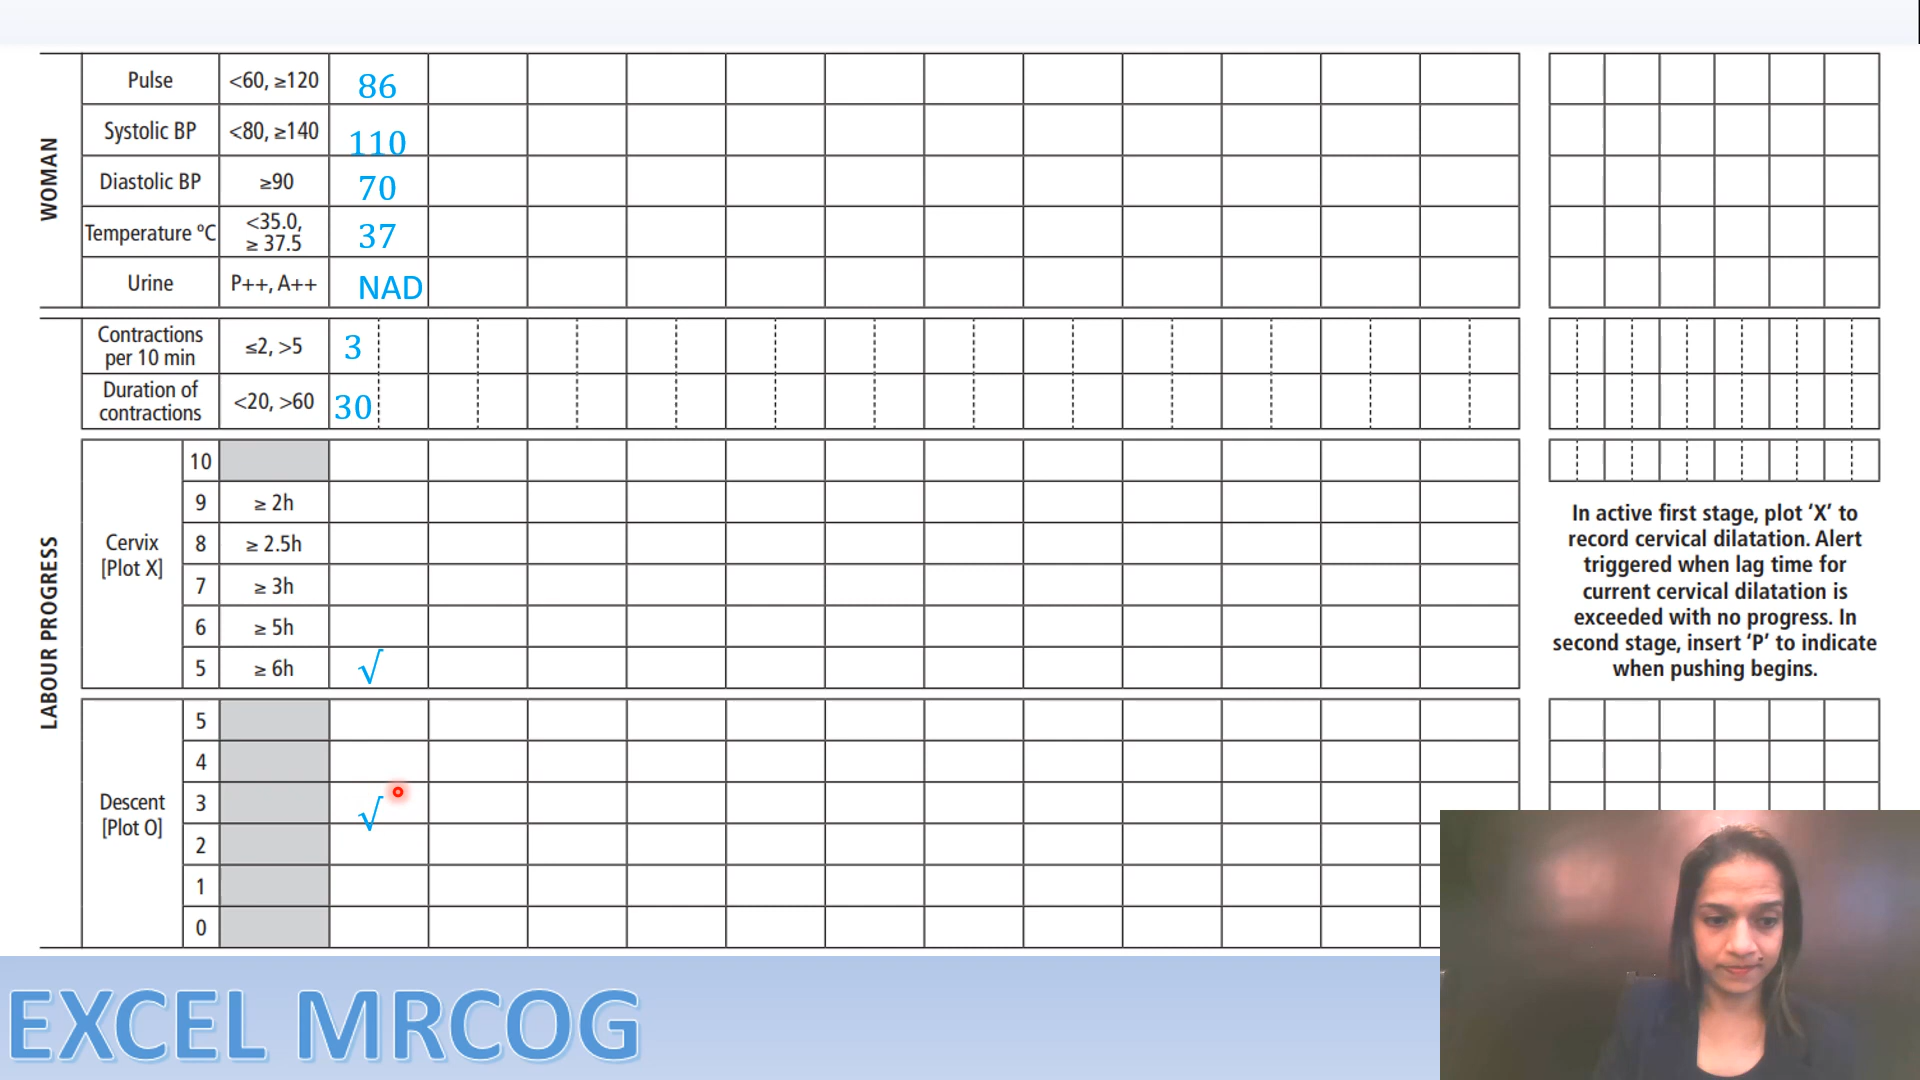 WOMAN
Pulse <60, ≥120 86
Systolic BP <80, ≥140 110
Diastolic BP ≥90 70
Temperature ºC <35.0, ≥ 37.5 37
Urine P++, A++ NAD
Contractions per 10 min ≤2, >5 3
Duration of contractions <20, >60 30
LABOUR PROGRESS
Cervix
[Plot X]
10
9 ≥ 2h
8 ≥ 2.5h
7 ≥ 3h
6 ≥ 5h
5 ≥ 6h √
In active first stage, plot ‘X’ to
record cervical dilatation. Alert
triggered when lag time for
current cervical dilatation is
exceeded with no progress. In
second stage, insert ‘P’ to indicate
when pushing begins.
Descent
[Plot O]
5
4
3 √
2
1
0
EXCEL MRCOG